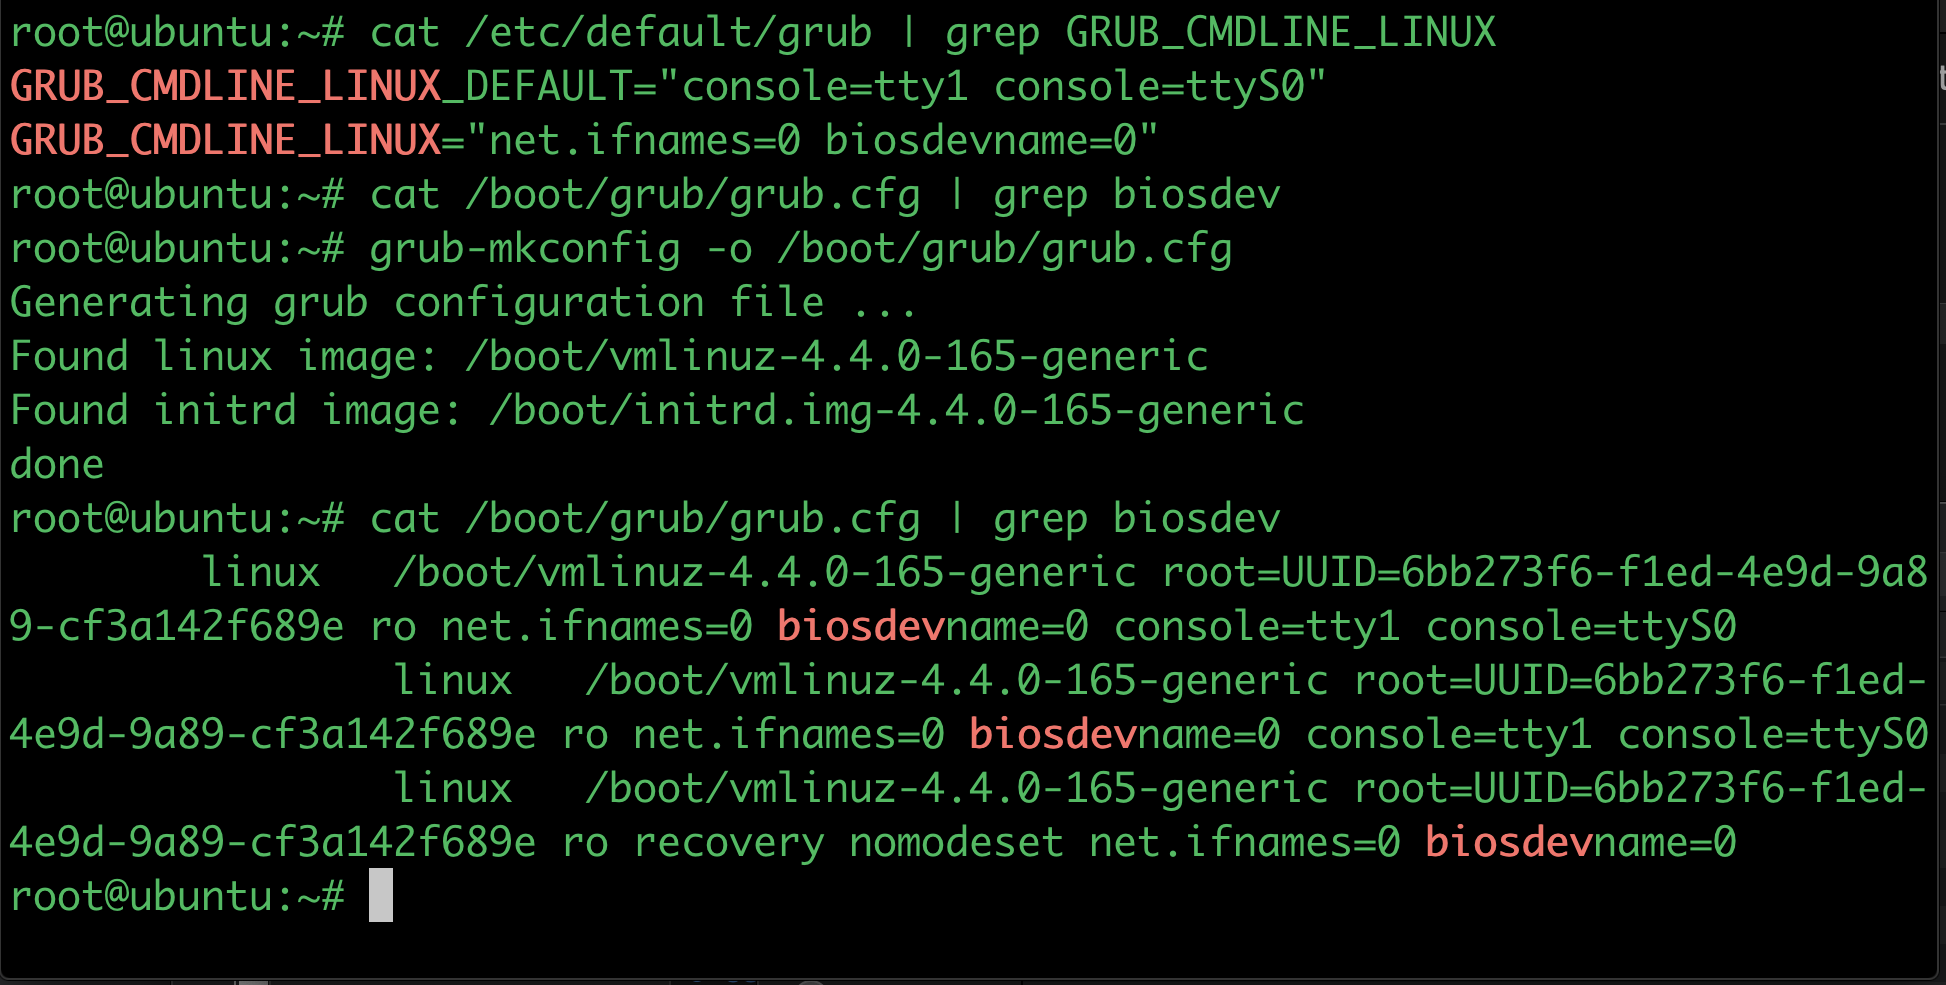 root@ubuntu:~# cat /etc/default/grub | grep GRUB_CMDLINE_LINUX
GRUB_CMDLINE_LINUX_DEFAULT="console=tty1 console=ttyS0"
GRUB_CMDLINE_LINUX="net.ifnames=0 biosdevname=0"
root@ubuntu:~# cat /boot/grub/grub.cfg | grep biosdev
root@ubuntu:~# grub-mkconfig -o /boot/grub/grub.cfg
Generating grub configuration file ...
Found linux image: /boot/vmlinuz-4.4.0-165-generic
Found initrd image: /boot/initrd.img-4.4.0-165-generic
done
root@ubuntu:~# cat /boot/grub/grub.cfg | grep biosdev
        linux   /boot/vmlinuz-4.4.0-165-generic root=UUID=6bb273f6-f1ed-4e9d-9a8
9-cf3a142f689e ro net.ifnames=0 biosdevname=0 console=tty1 console=ttyS0
                linux   /boot/vmlinuz-4.4.0-165-generic root=UUID=6bb273f6-f1ed-
4e9d-9a89-cf3a142f689e ro net.ifnames=0 biosdevname=0 console=tty1 console=ttyS0
                linux   /boot/vmlinuz-4.4.0-165-generic root=UUID=6bb273f6-f1ed-
4e9d-9a89-cf3a142f689e ro recovery nomodeset net.ifnames=0 biosdevname=0
root@ubuntu:~#